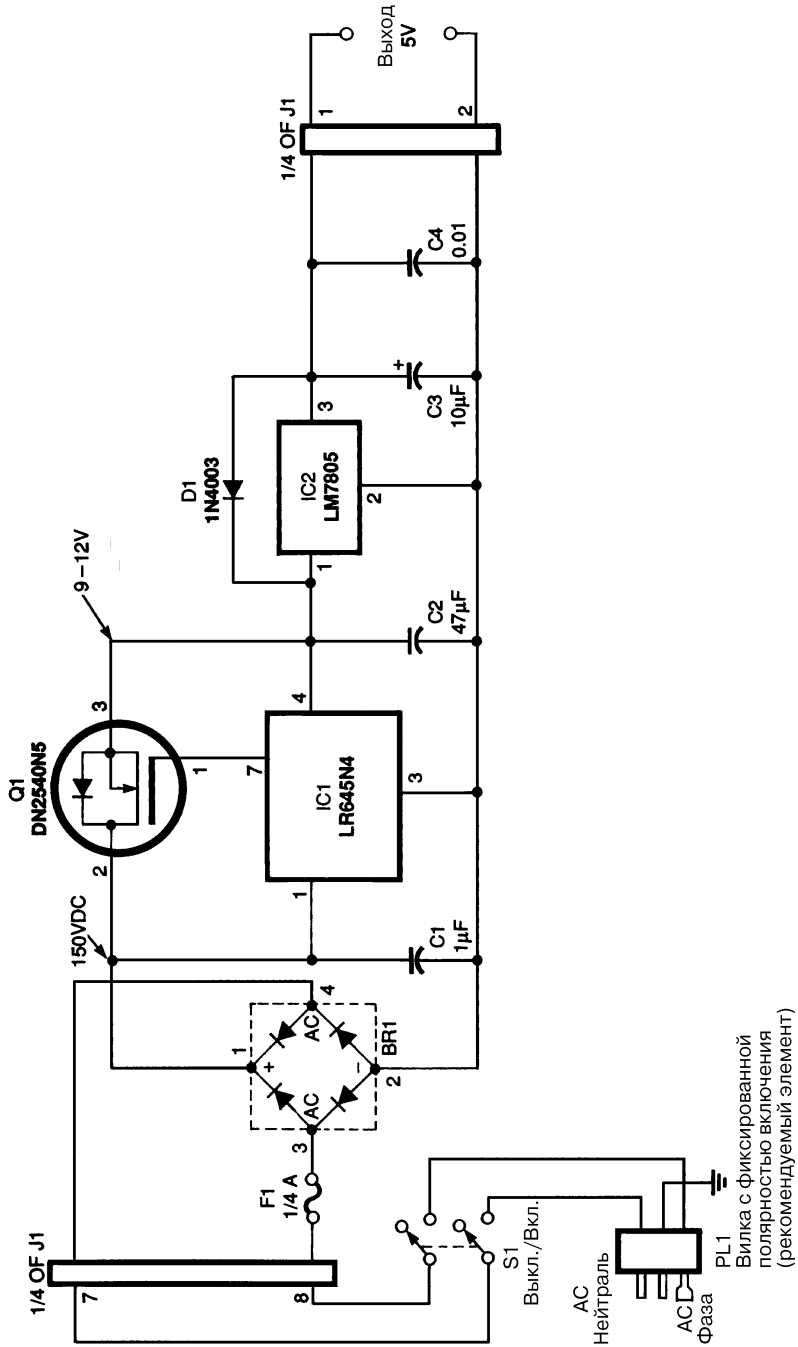 1/4 OF J1
7
8
F1
1/4 A
3
AC
AC
4
1
+
–
2
BR1
150VDC
C1
1µF
Q1
DN2540N5
2
3
1
7
1
4
3
IC1
LR645N4
9–12V
C2
47µF
D1
1N4003
IC2
LM7805
1
2
3
+
C3
10µF
C4
0.01
1/4 OF J1
1
2
Выход
5V
S1
Выкл./Вкл.
AC
Нейтраль
AC
Фаза
PL1
Вилка с фиксированной
полярностью включения
(рекомендуемый элемент)